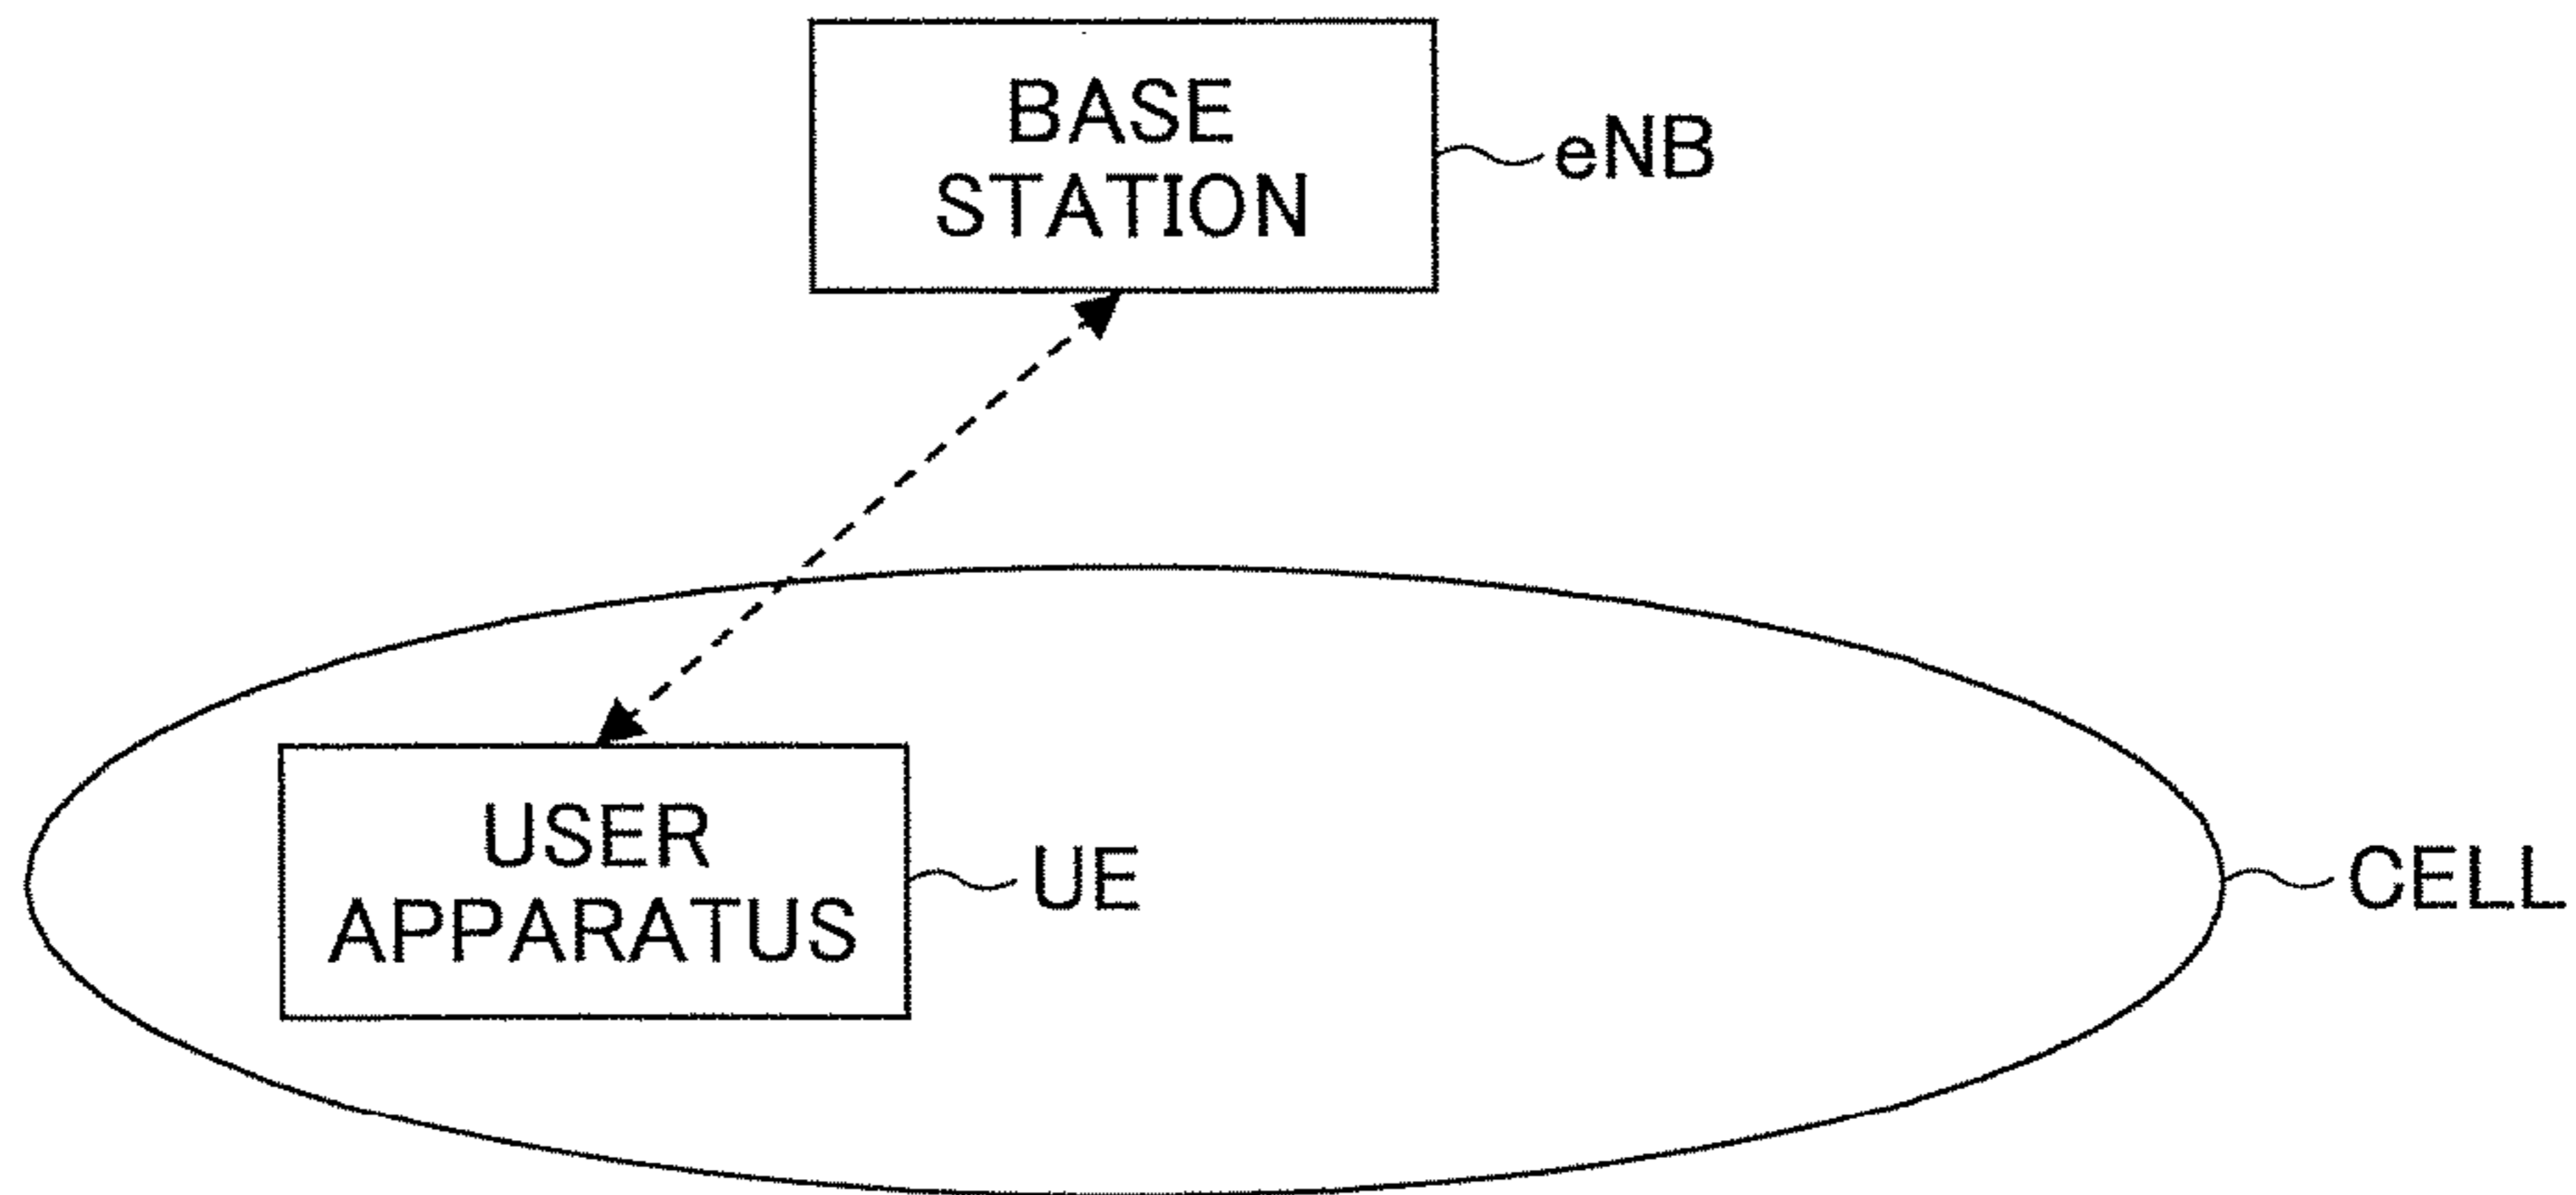 BASE
STATION
eNB
USER
APPARATUS
UE
CELL